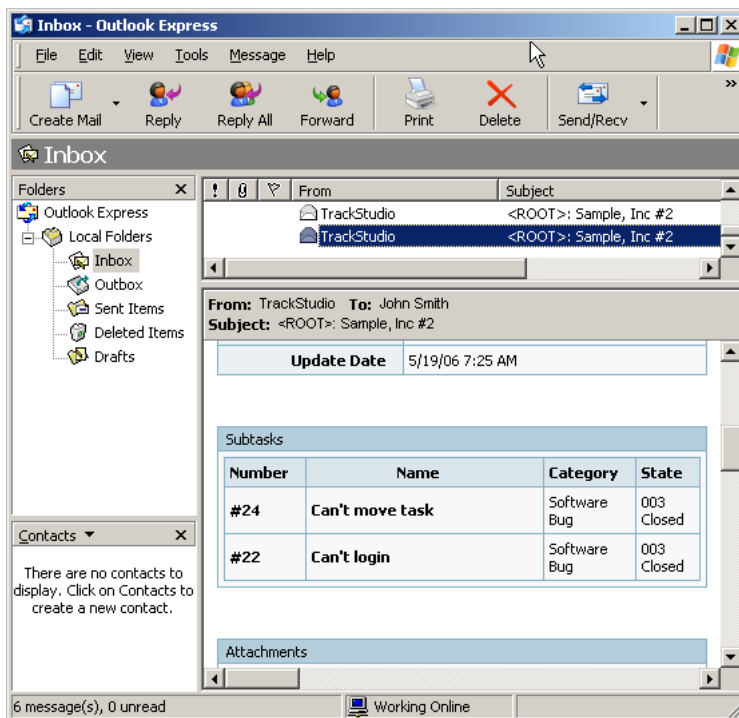 Inbox - Outlook Express
File Edit View Tools Message Help
Create Mail Reply Reply All Forward Print Delete Send/Recv »
Inbox
Folders X
Outlook Express
Local Folders
Inbox
Outbox
Sent Items
Deleted Items
Drafts
! From Subject
TrackStudio <ROOT>: Sample, Inc #2
TrackStudio <ROOT>: Sample, Inc #2
From: TrackStudio To: John Smith
Subject: <ROOT>: Sample, Inc #2
Update Date 5/19/06 7:25 AM
Subtasks
Number Name Category State
#24 Can't move task Software Bug 003 Closed
#22 Can't login Software Bug 003 Closed
Attachments
Contacts X
There are no contacts to
display. Click on Contacts to
create a new contact.
6 message(s), 0 unread Working Online